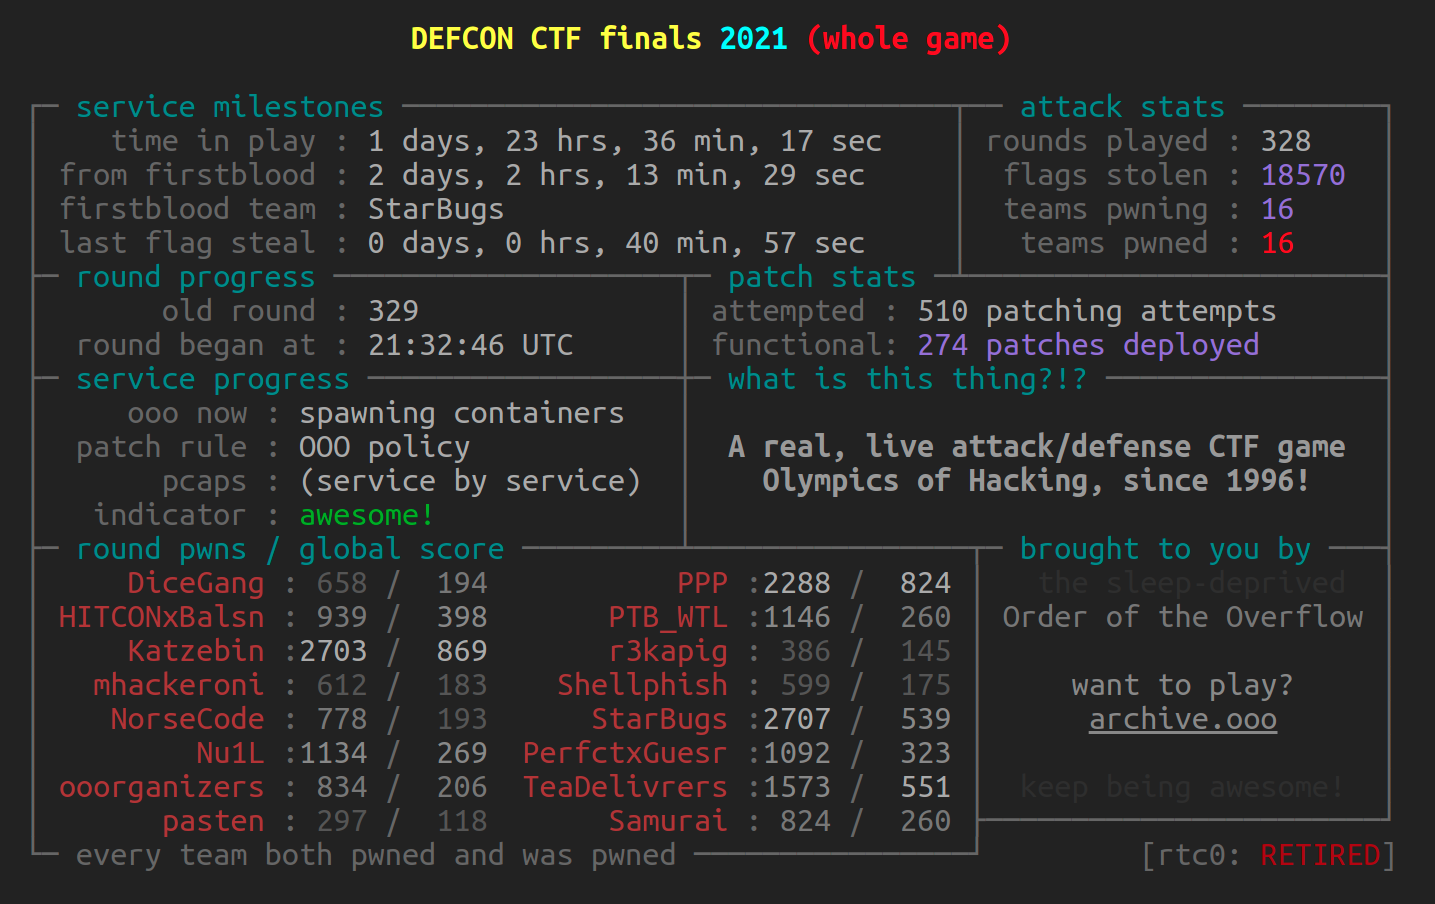 DEFCON CTF finals 2021 (whole game)
service milestones
time in play : 1 days, 23 hrs, 36 min, 17 sec
from firstblood : 2 days, 2 hrs, 13 min, 29 sec
firstblood team : StarBugs
last flag steal : 0 days, 0 hrs, 40 min, 57 sec
attack stats
rounds played : 328
flags stolen : 18570
teams pwning : 16
teams pwned : 16
round progress
old round : 329
round began at : 21:32:46 UTC
patch stats
attempted : 510 patching attempts
functional: 274 patches deployed
service progress
ooo now : spawning containers
patch rule : OOO policy
pcaps : (service by service)
indicator : awesome!
what is this thing?!?
A real, live attack/defense CTF game
Olympics of Hacking, since 1996!
round pwns / global score
DiceGang : 658 / 194 PPP :2288 / 824
HITCONxBalsn : 939 / 398 PTB_WTL :1146 / 260
Katzebin :2703 / 869 r3kapig : 386 / 145
mhackeroni : 612 / 183 Shellphish : 599 / 175
NorseCode : 778 / 193 StarBugs :2707 / 539
Nu1L :1134 / 269 PerfctxGuesr :1092 / 323
ooorganizers : 834 / 206 TeaDelivrers :1573 / 551
pasten : 297 / 118 Samurai : 824 / 260
every team both pwned and was pwned
brought to you by
the sleep-deprived
Order of the Overflow
want to play?
archive.ooo
keep being awesome!
[rtc0: RETIRED]